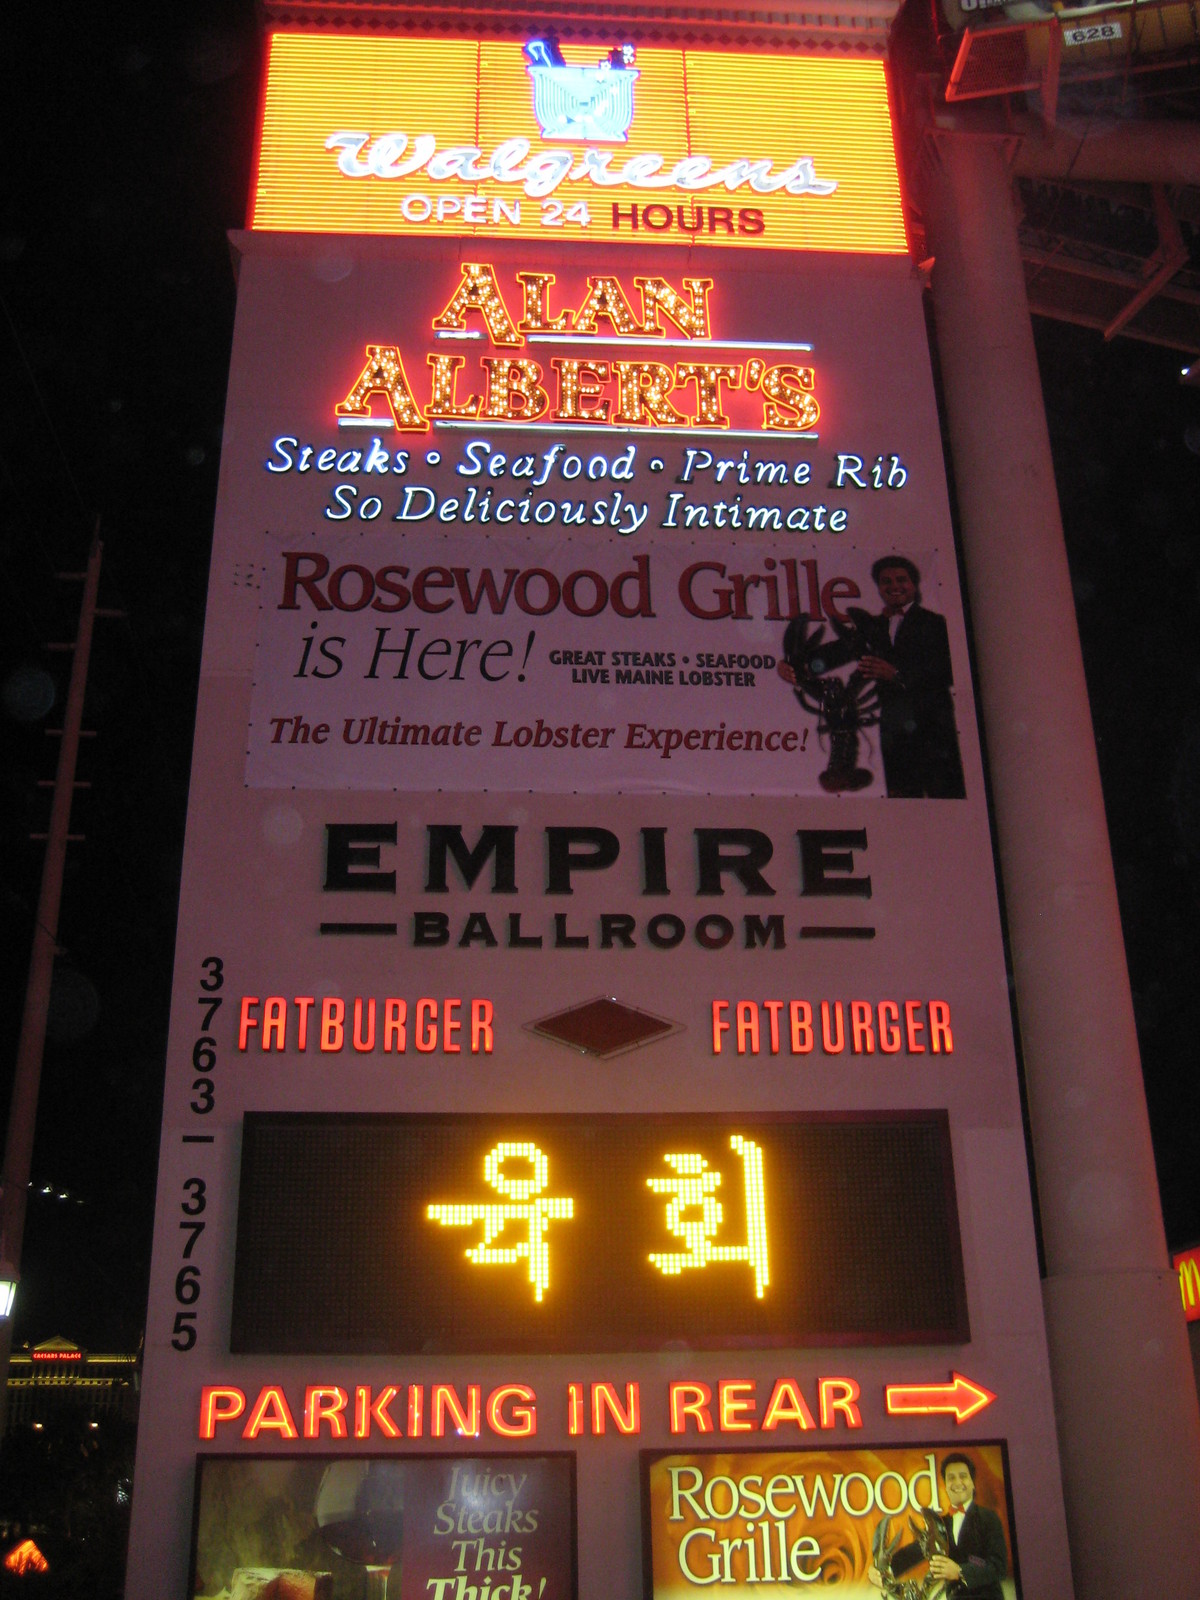 628
Walgreens
OPEN 24 HOURS
ALAN
ALBERT'S
Steaks • Seafood • Prime Rib
So Deliciously Intimate
Rosewood Grille
is Here!
GREAT STEAKS • SEAFOOD
LIVE MAINE LOBSTER
The Ultimate Lobster Experience!
EMPIRE
BALLROOM
3763-3765
FATBURGER FATBURGER
육회
CAESARS PALACE
PARKING IN REAR
Juicy
Steaks
This
Thick!
Rosewood
Grille